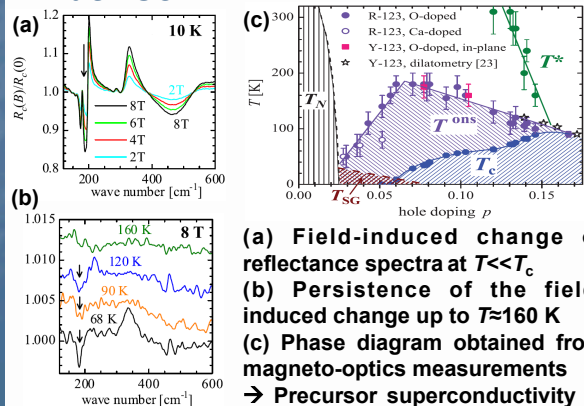 (a)
10 K
R_c(B)/R_c(0)
1.2
1.1
1.0
0.9
0.8
2T
8T
8T
6T
4T
2T
200 400 600
wave number [cm⁻¹]
(b)
8 T
1.015
1.010
1.005
1.000
160 K
120 K
90 K
68 K
200 400 600
wave number [cm⁻¹]
(c)
R-123, O-doped
R-123, Ca-doped
Y-123, O-doped, in-plane
Y-123, dilatometry [23]
T [K]
300
200
100
0
T_N
T*
T^ons
T_c
T_SG
0.00 0.05 0.10 0.15
hole doping p
(a) Field-induced change
reflectance spectra at T<<T_c
(b) Persistence of the field
induced change up to T≈160 K
(c) Phase diagram obtained
magneto-optics measurements
→ Precursor superconductivity